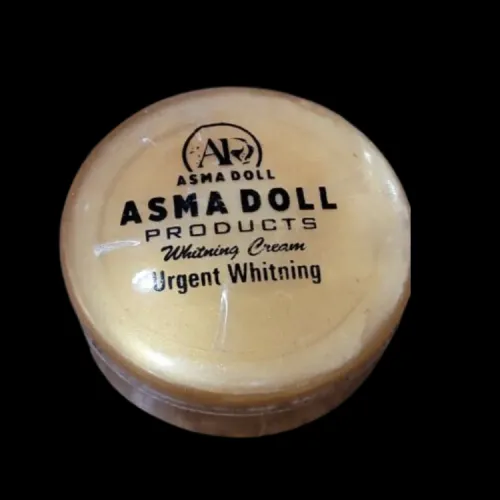 AR
ASMA DOLL
ASMA DOLL
PRODUCTS
Whitning Cream
Urgent Whitning